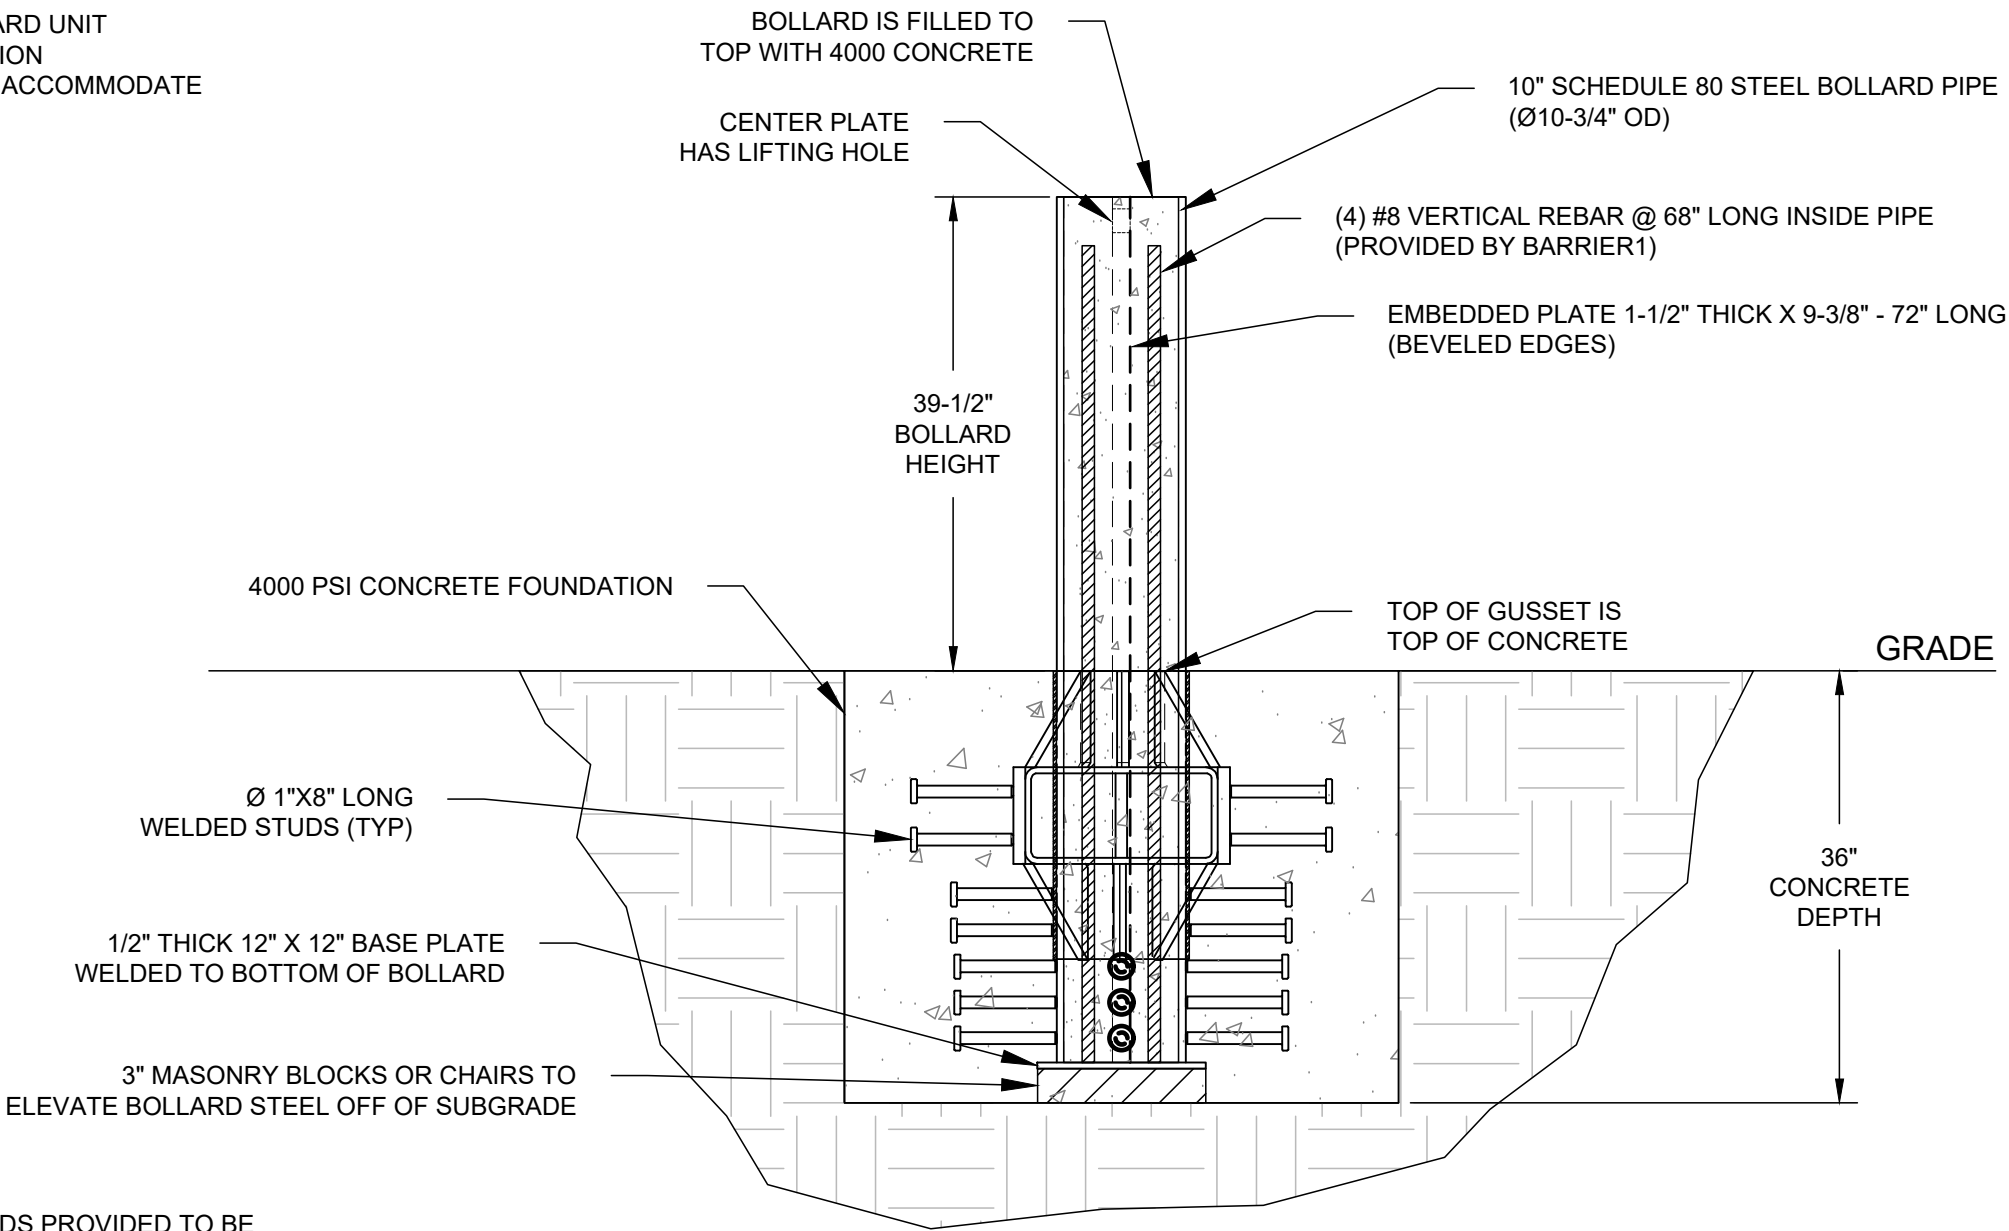 ARD UNIT
ION
ACCOMMODATE
BOLLARD IS FILLED TO
TOP WITH 4000 CONCRETE
CENTER PLATE
HAS LIFTING HOLE
10" SCHEDULE 80 STEEL BOLLARD PIPE
(Ø10-3/4" OD)
(4) #8 VERTICAL REBAR @ 68" LONG INSIDE PIPE
(PROVIDED BY BARRIER1)
EMBEDDED PLATE 1-1/2" THICK X 9-3/8" - 72" LONG
(BEVELED EDGES)
39-1/2"
BOLLARD
HEIGHT
4000 PSI CONCRETE FOUNDATION
TOP OF GUSSET IS
TOP OF CONCRETE
GRADE
Ø 1"X8" LONG
WELDED STUDS (TYP)
36"
CONCRETE
DEPTH
1/2" THICK 12" X 12" BASE PLATE
WELDED TO BOTTOM OF BOLLARD
3" MASONRY BLOCKS OR CHAIRS TO
ELEVATE BOLLARD STEEL OFF OF SUBGRADE
DS PROVIDED TO BE